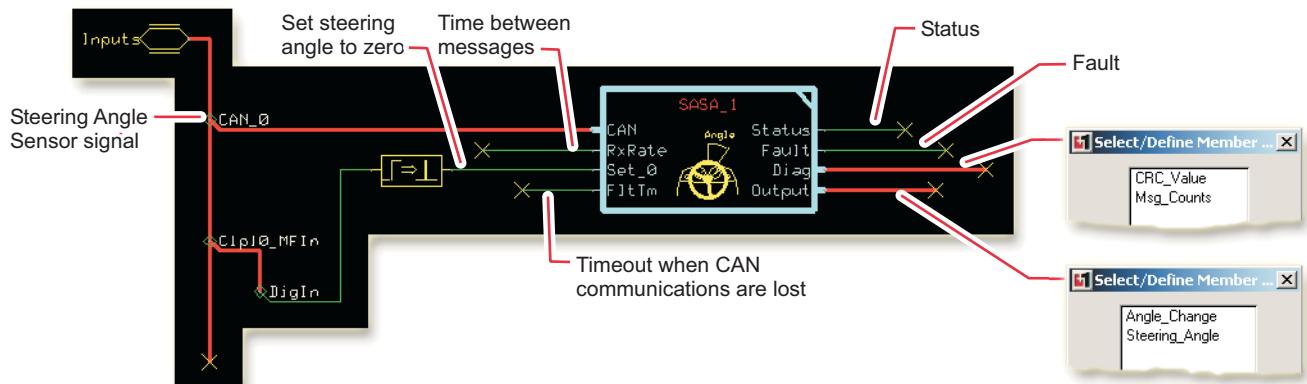 Inputs
Set steering
angle to zero
Time between
messages
Status
Fault
Steering Angle
Sensor signal
CAN_0
SASA_1
CAN
RxRate
Set_0
FltTm
Angle
Status
Fault
Diag
Output
Clp10_MFIn
DigIn
Timeout when CAN
communications are lost
Select/Define Member ...
CRC_Value
Msg_Counts
Select/Define Member ...
Angle_Change
Steering_Angle